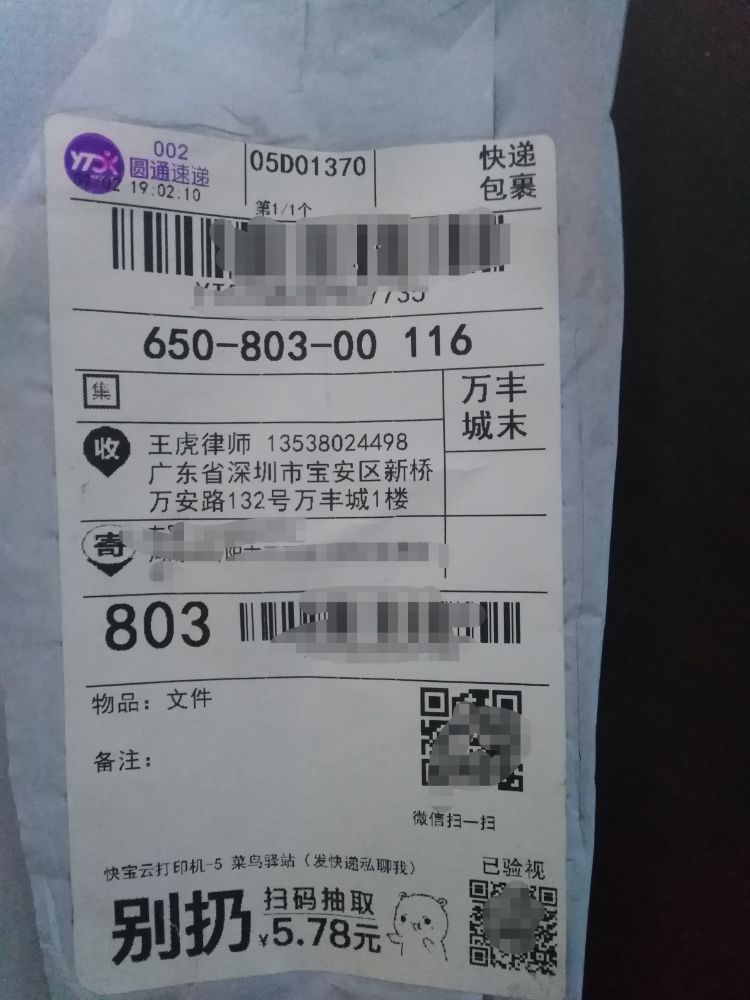 YTO
002
圆通速递
02 19:02:10
05D01370
第1/1个
快递
包裹
7735
650-803-00 116
集
万丰
城末
收
王虎律师 13538024498
广东省深圳市宝安区新桥
万安路132号万丰城1楼
寄
803
物品：文件
备注：
微信扫一扫
快宝云打印机-5 菜鸟驿站（发快递私聊我）
已验视
别扔
扫码抽取
¥5.78元